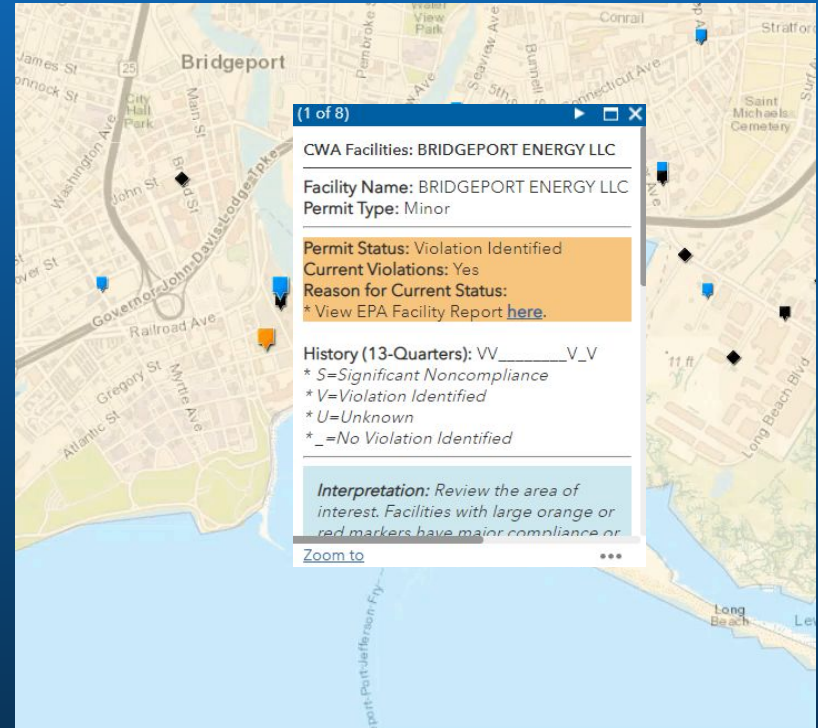 Water
View
Park
Conrail
Stratford
James St
25
Bridgeport
Pembroke
Seaview Ave
Bunnell
5th
Connecticut Ave
City
Hall
Park
Main St
Washington Ave
Saint
Michaels
Cemetery
John St
Broad St
Governor-John-Davis-Lodge-Tpke
Railroad Ave
Gregory St
Myrtle Ave
Atlantic St
11 ft
Long Beach Blvd
(1 of 8)
CWA Facilities: BRIDGEPORT ENERGY LLC
Facility Name: BRIDGEPORT ENERGY LLC
Permit Type: Minor
Permit Status: Violation Identified
Current Violations: Yes
Reason for Current Status:
* View EPA Facility Report here.
History (13-Quarters): VV________V_V
* S=Significant Noncompliance
* V=Violation Identified
* U=Unknown
* _=No Violation Identified
Interpretation: Review the area of
interest. Facilities with large orange or
red markers have major compliance or
Zoom to
Long
Beach